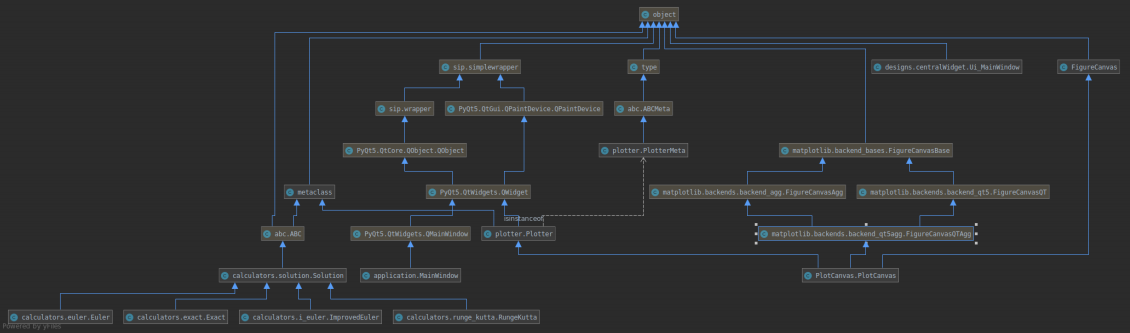 object
sip.simplewrapper
type
designs.centralWidget.Ui_MainWindow
FigureCanvas
sip.wrapper
PyQt5.QtGui.QPaintDevice.QPaintDevice
abc.ABCMeta
PyQt5.QtCore.QObject.QObject
plotter.PlotterMeta
matplotlib.backend_bases.FigureCanvasBase
metaclass
PyQt5.QtWidgets.QWidget
matplotlib.backends.backend_agg.FigureCanvasAgg
matplotlib.backends.backend_qt5.FigureCanvasQT
isinstanceof
abc.ABC
PyQt5.QtWidgets.QMainWindow
plotter.Plotter
matplotlib.backends.backend_qt5agg.FigureCanvasQTAgg
calculators.solution.Solution
application.MainWindow
PlotCanvas.PlotCanvas
calculators.euler.Euler
calculators.exact.Exact
calculators.i_euler.ImprovedEuler
calculators.runge_kutta.RungeKutta
Powered by yFiles